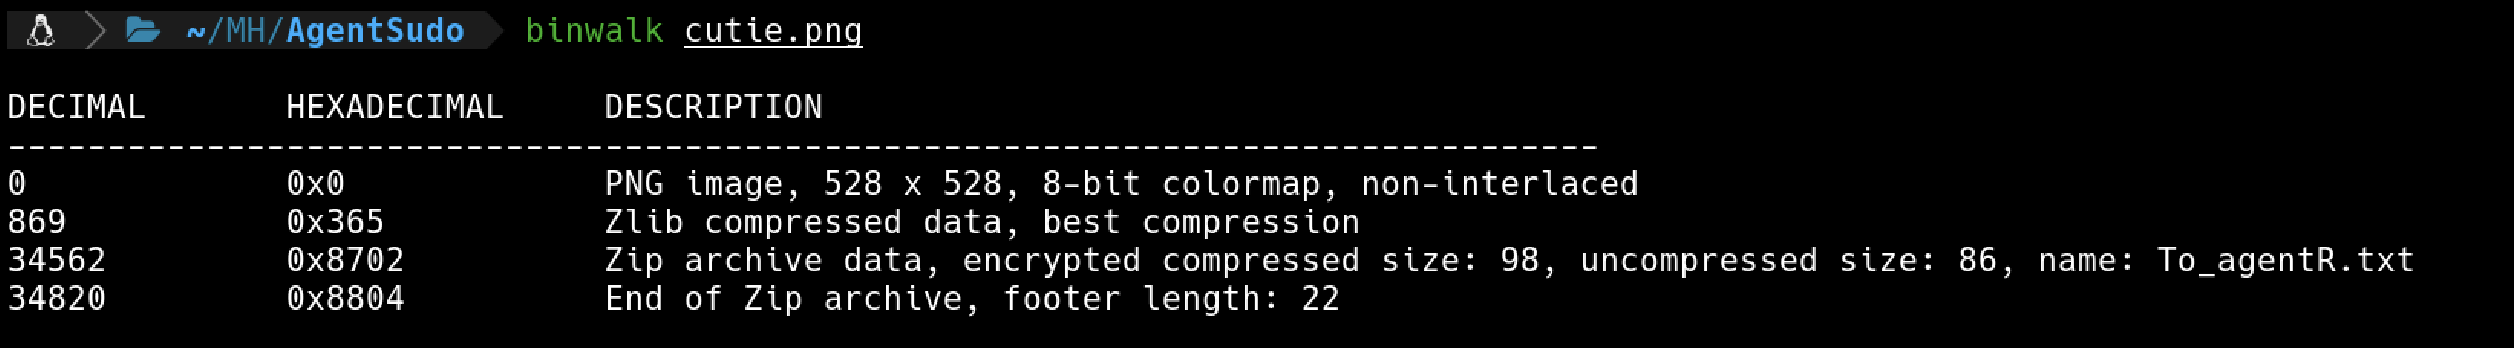 ~/MH/AgentSudo binwalk cutie.png
DECIMAL HEXADECIMAL DESCRIPTION
--------------------------------------------------------------------------------
0 0x0 PNG image, 528 x 528, 8-bit colormap, non-interlaced
869 0x365 Zlib compressed data, best compression
34562 0x8702 Zip archive data, encrypted compressed size: 98, uncompressed size: 86, name: To_agentR.txt
34820 0x8804 End of Zip archive, footer length: 22